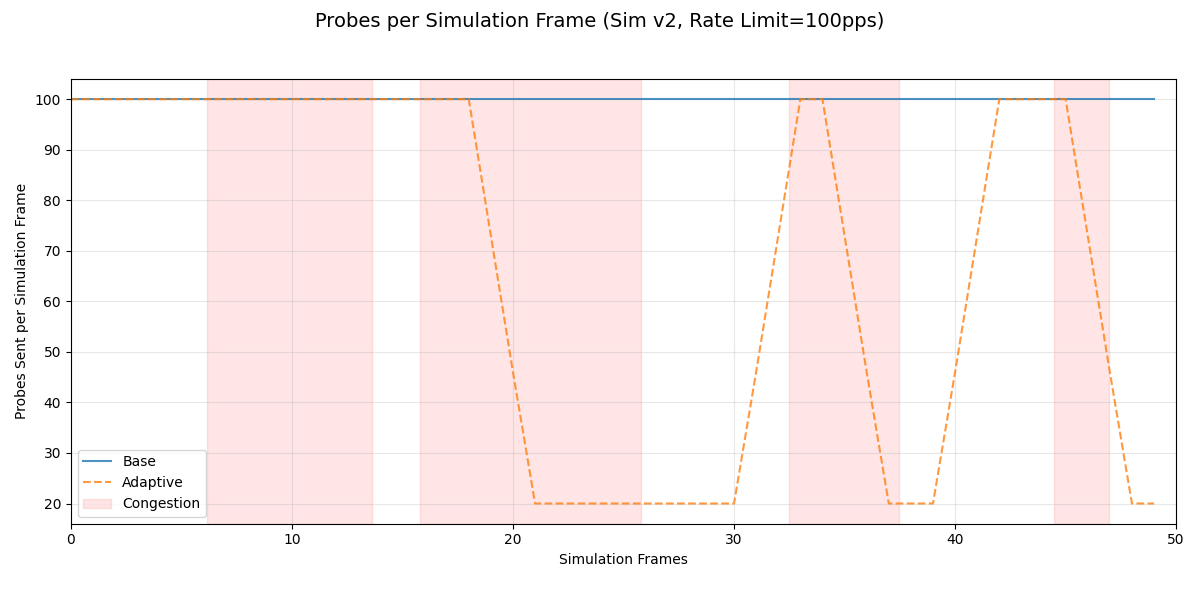 Probes per Simulation Frame (Sim v2, Rate Limit=100pps)
Probes Sent per Simulation Frame
100
90
80
70
60
50
40
30
20
Base
Adaptive
Congestion
0
10
20
30
40
50
Simulation Frames